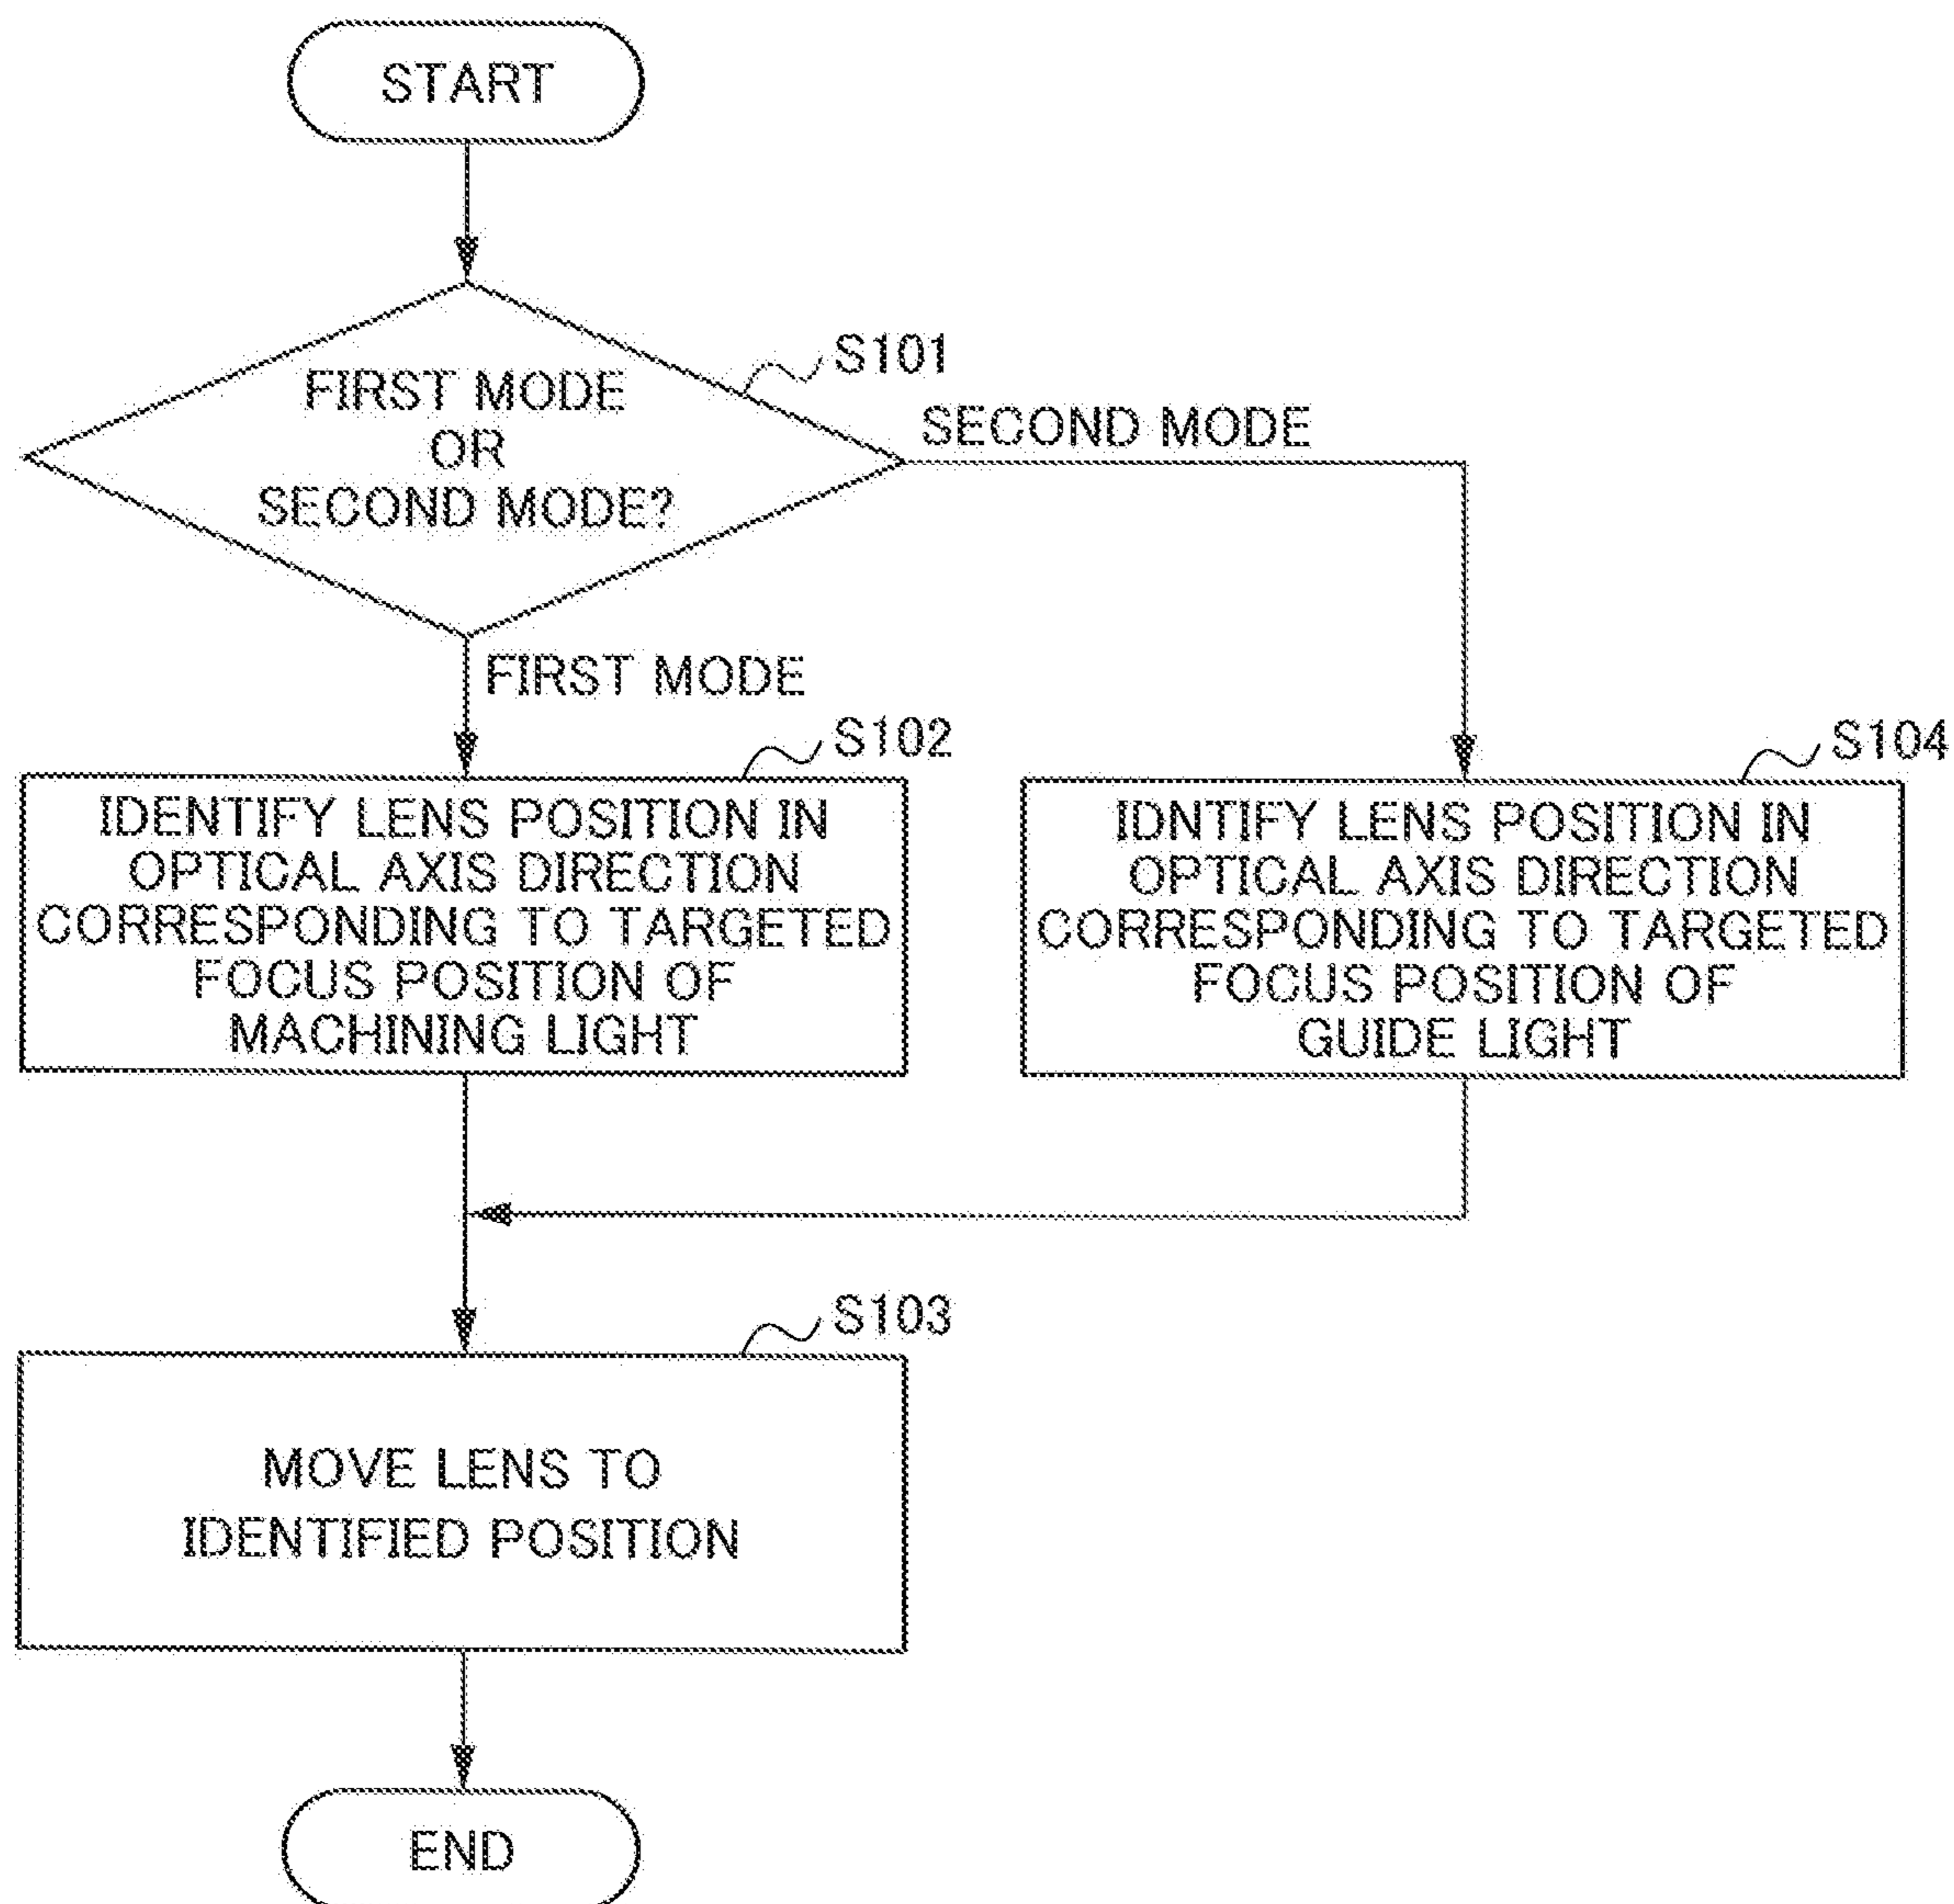 START
S101
FIRST MODE
OR
SECOND MODE?
SECOND MODE
FIRST MODE
S102
IDENTIFY LENS POSITION IN
OPTICAL AXIS DIRECTION
CORRESPONDING TO TARGETED
FOCUS POSITION OF
MACHINING LIGHT
S104
IDNTIFY LENS POSITION IN
OPTICAL AXIS DIRECTION
CORRESPONDING TO TARGETED
FOCUS POSITION OF
GUIDE LIGHT
S103
MOVE LENS TO
IDENTIFIED POSITION
END